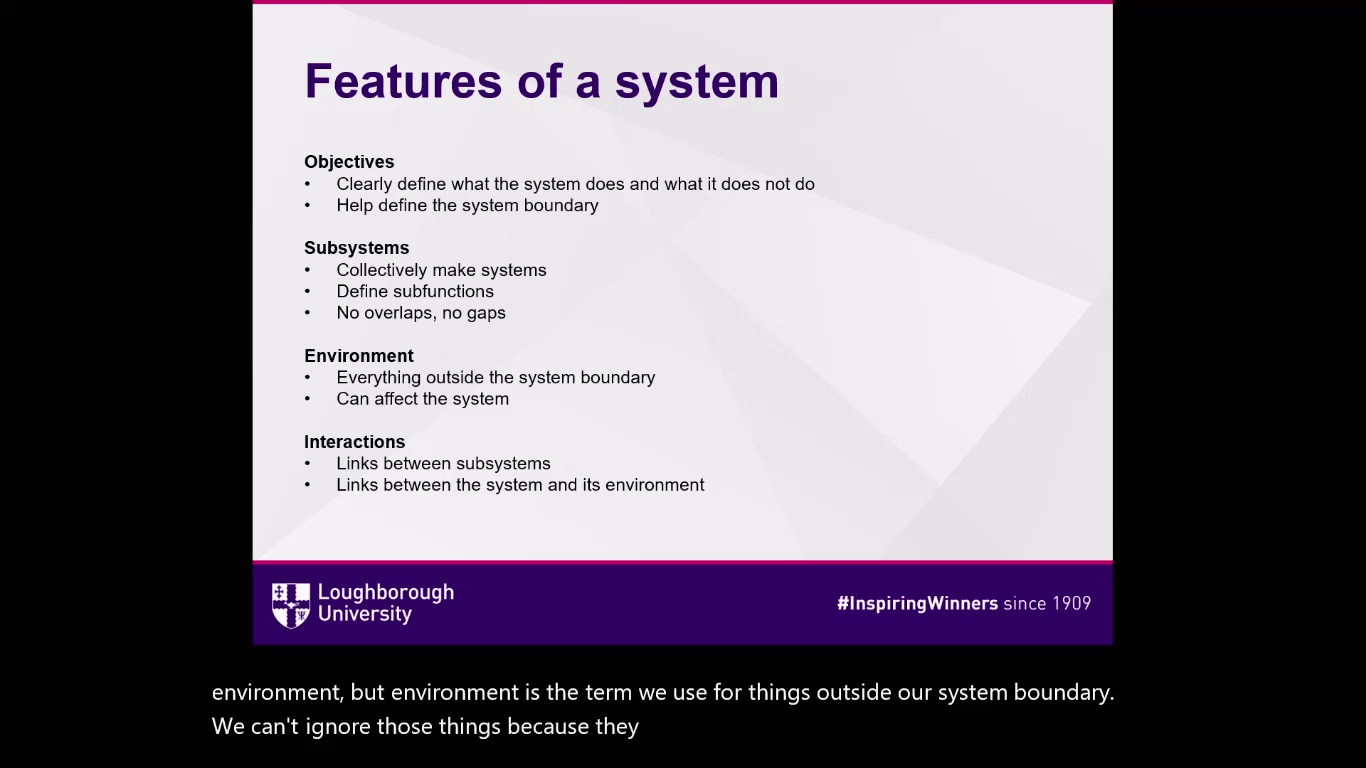 Features of a system
Objectives
• Clearly define what the system does and what it does not do
• Help define the system boundary
Subsystems
• Collectively make systems
• Define subfunctions
• No overlaps, no gaps
Environment
• Everything outside the system boundary
• Can affect the system
Interactions
• Links between subsystems
• Links between the system and its environment
Loughborough
University
#InspiringWinners since 1909
environment, but environment is the term we use for things outside our system boundary.
We can't ignore those things because they